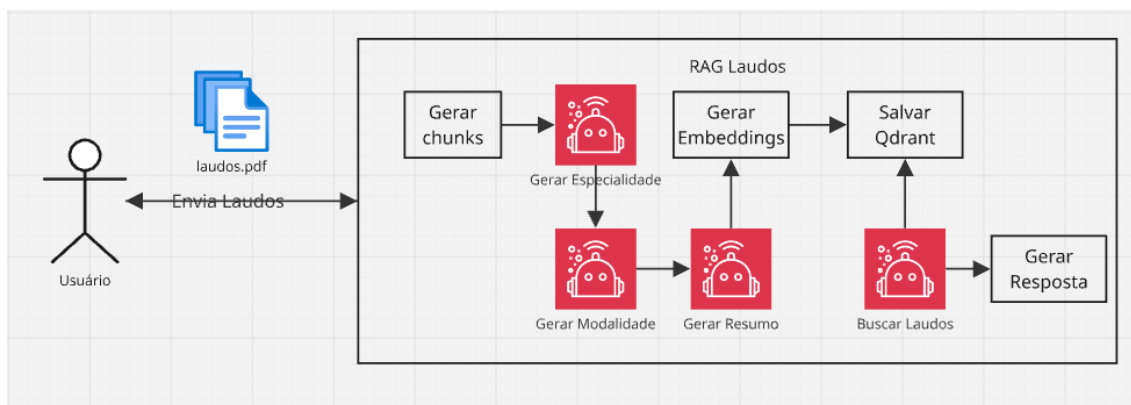 RAG Laudos
Gerar
chunks
Gerar
Embeddings
Salvar
Qdrant
laudos.pdf
Gerar Especialidade
Envia Laudos
Usuário
Gerar
Resposta
Gerar Modalidade
Gerar Resumo
Buscar Laudos